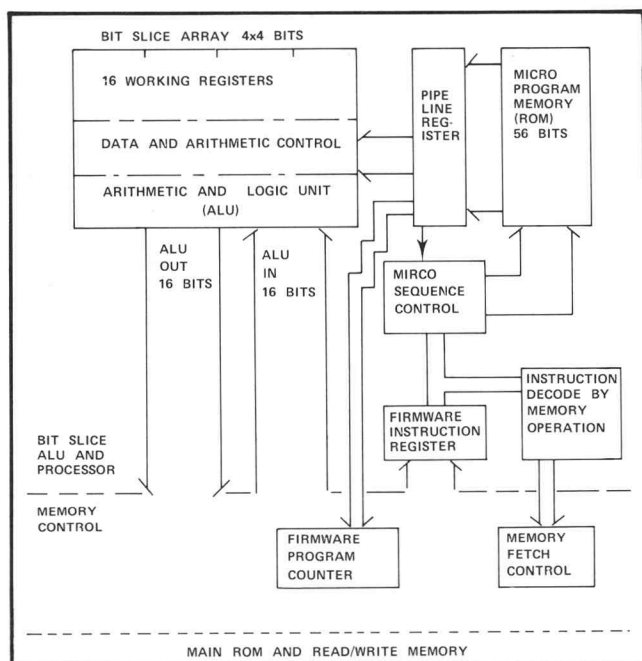 BIT SLICE ARRAY 4x4 BITS
16 WORKING REGISTERS
DATA AND ARITHMETIC CONTROL
ARITHMETIC AND LOGIC UNIT
(ALU)
PIPE
LINE
REG-
ISTER
MICRO
PROGRAM
MEMORY
(ROM)
56 BITS
ALU
OUT
16 BITS
ALU
IN
16 BITS
MIRCO
SEQUENCE
CONTROL
FIRMWARE
INSTRUCTION
REGISTER
INSTRUCTION
DECODE BY
MEMORY
OPERATION
BIT SLICE
ALU AND
PROCESSOR
MEMORY
CONTROL
FIRMWARE
PROGRAM
COUNTER
MEMORY
FETCH
CONTROL
MAIN ROM AND READ/WRITE MEMORY